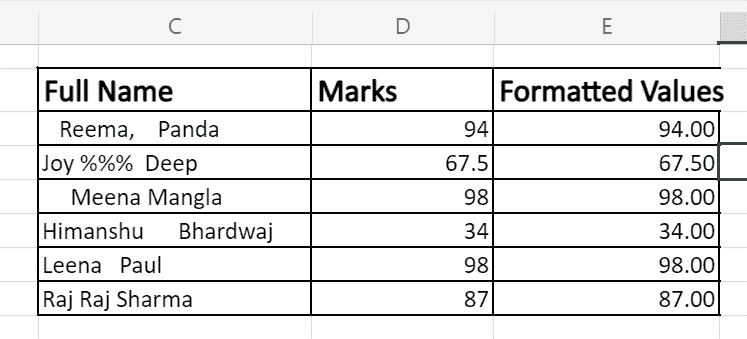 C D E
Full Name Marks Formatted Values
Reema,   Panda 94 94.00
Joy %%%  Deep 67.5 67.50
Meena Mangla 98 98.00
Himanshu     Bhardwaj 34 34.00
Leena   Paul 98 98.00
Raj Raj Sharma 87 87.00